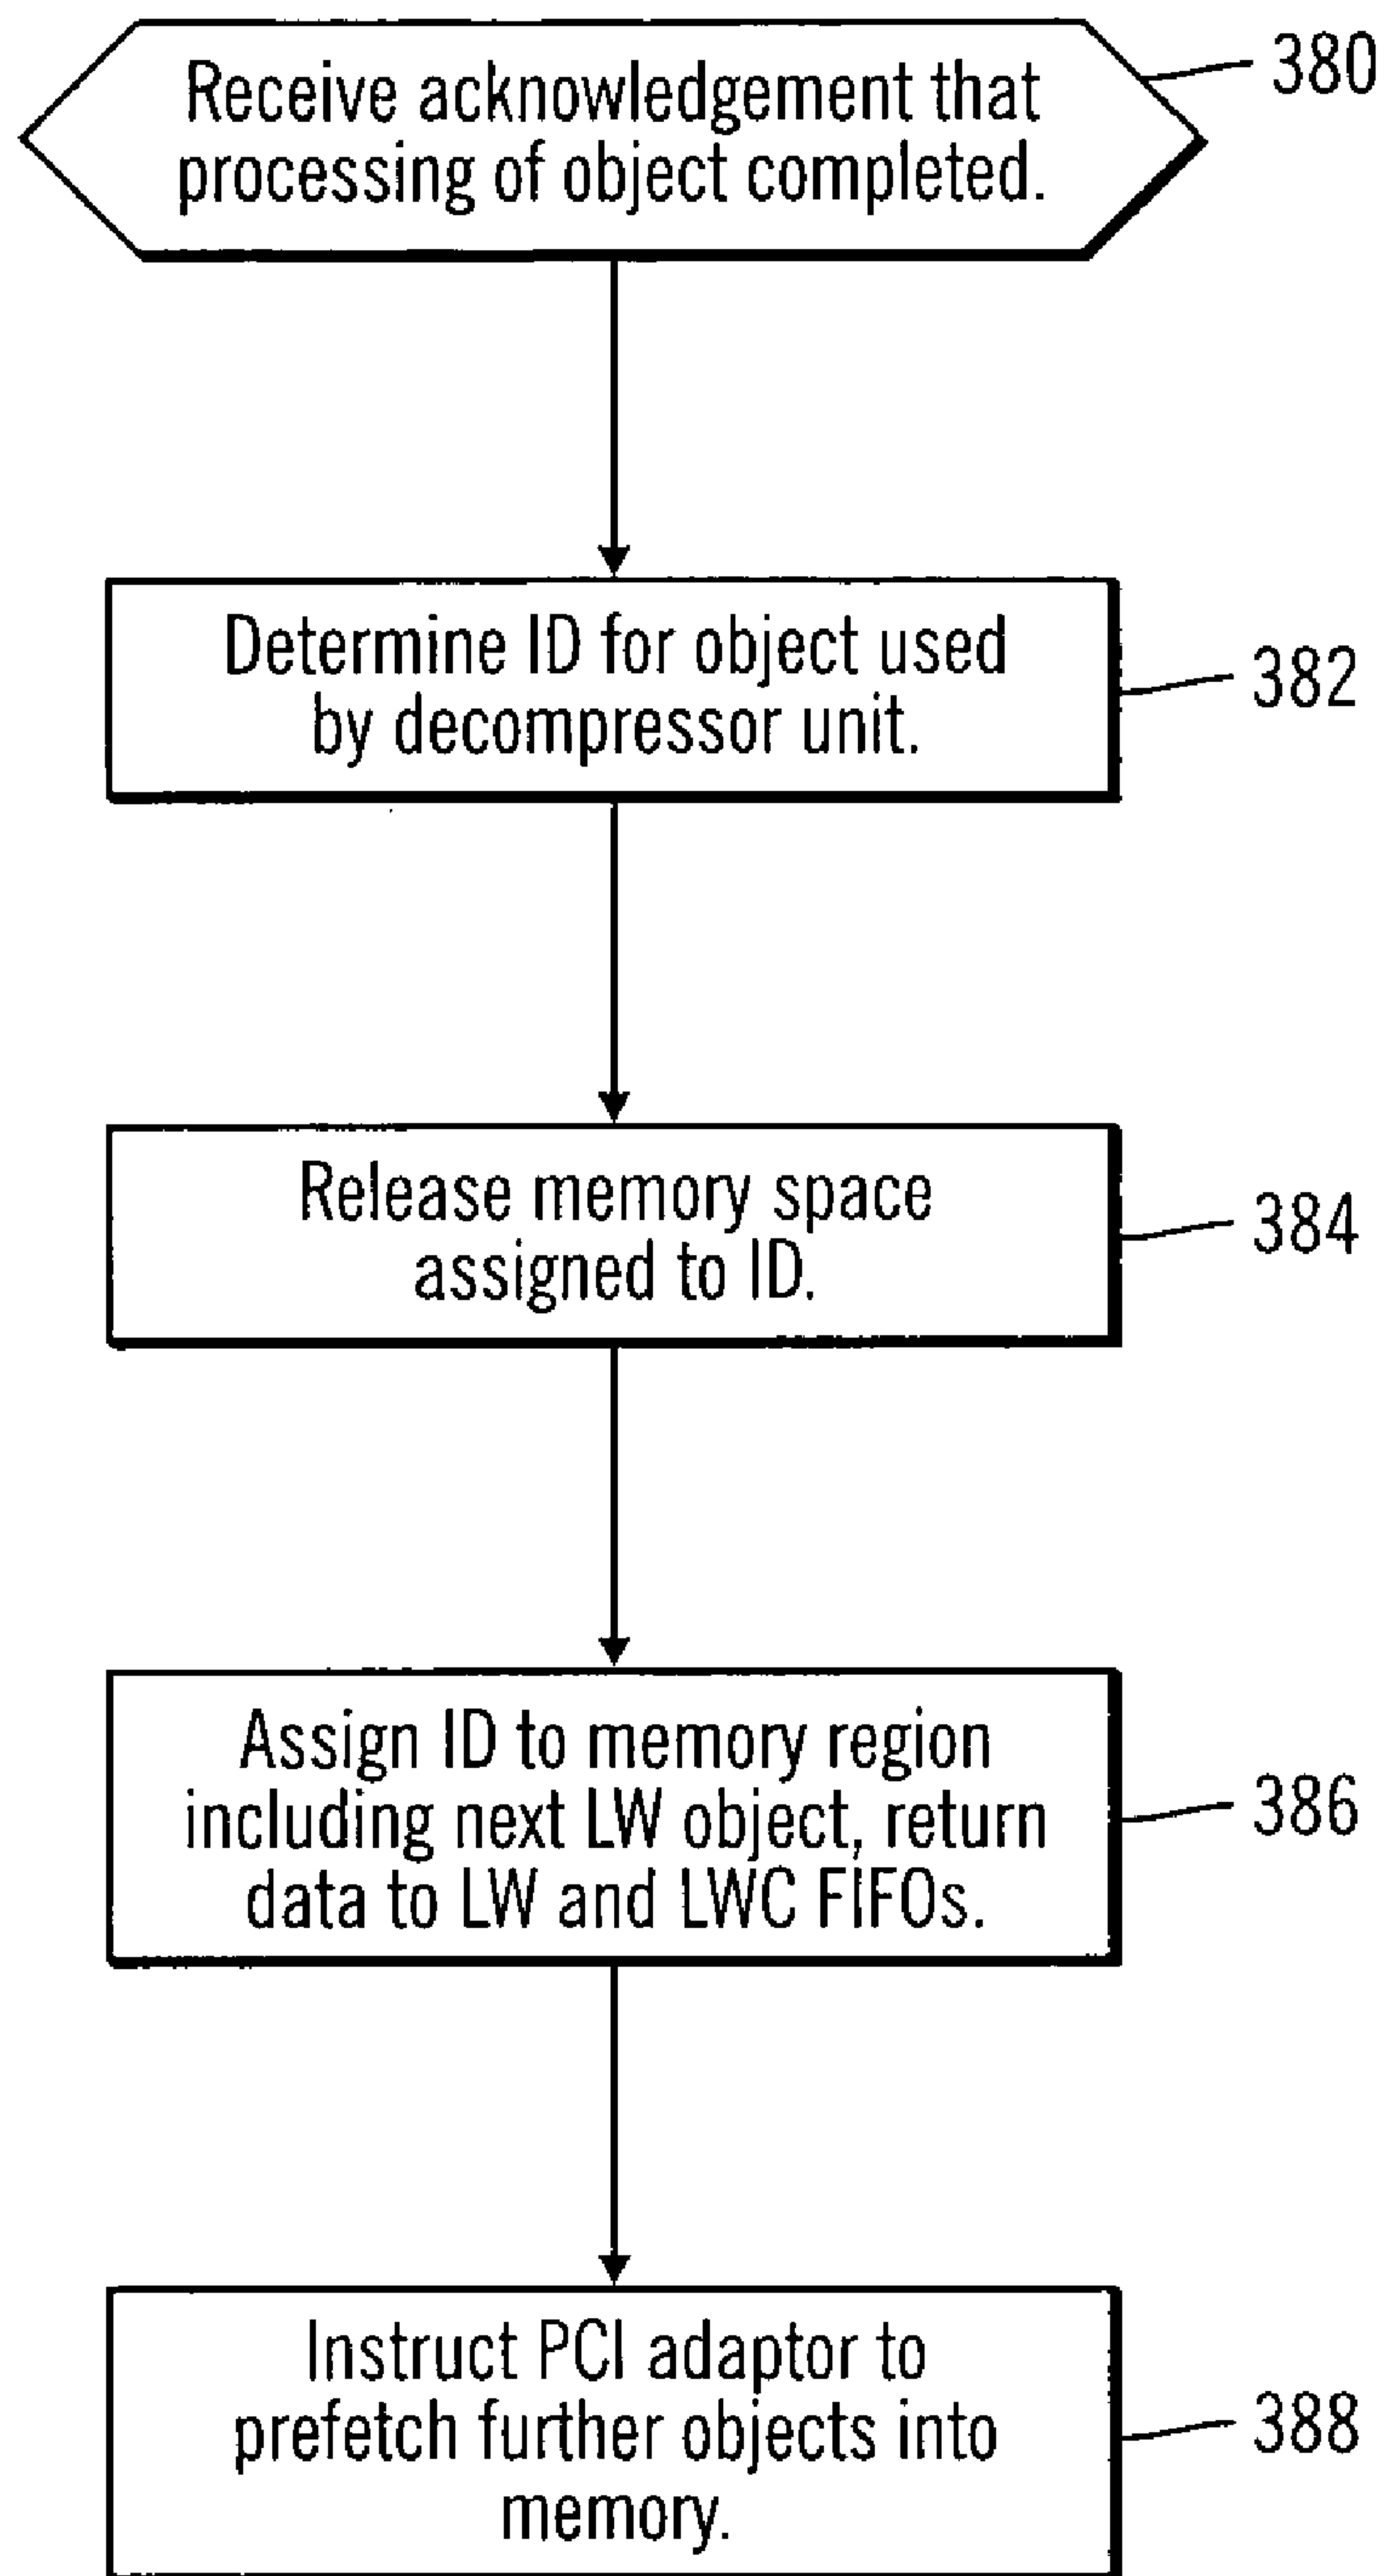 Receive acknowledgement that
processing of object completed.
380
Determine ID for object used
by decompressor unit.
382
Release memory space
assigned to ID.
384
Assign ID to memory region
including next LW object, return
data to LW and LWC FIFOs.
386
Instruct PCI adaptor to
prefetch further objects into
memory.
388